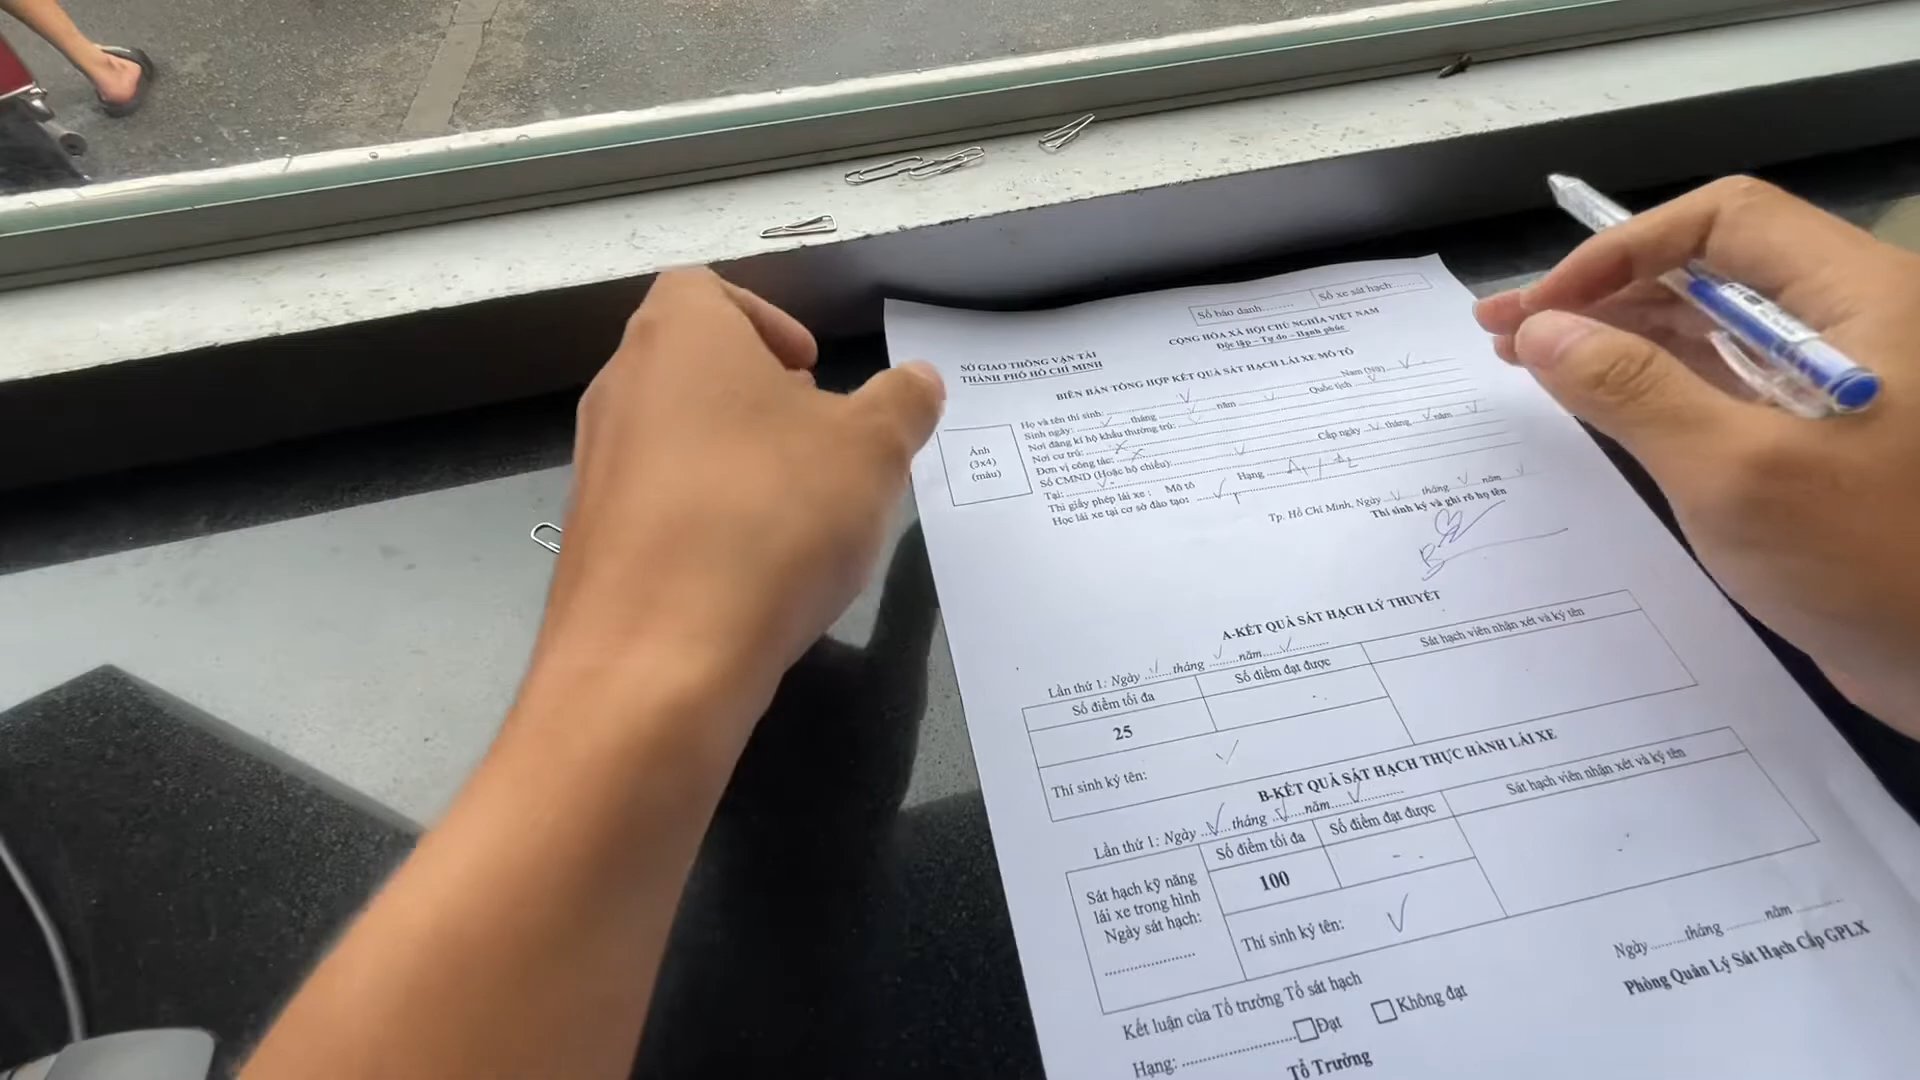 Số báo danh......... Số xe sát hạch:.........
SỞ GIAO THÔNG VẬN TẢI
THÀNH PHỐ HỒ CHÍ MINH
CỘNG HÒA XÃ HỘI CHỦ NGHĨA VIỆT NAM
Độc lập – Tự do – Hạnh phúc
BIÊN BẢN TỔNG HỢP KẾT QUẢ SÁT HẠCH LÁI XE MÔ TÔ
Ảnh
(3x4)
(màu)
Họ và tên thí sinh: Nam (Nữ)
Sinh ngày: tháng năm Quốc tịch
Nơi đăng kí hộ khẩu thường trú:
Nơi cư trú:
Đơn vị công tác:
Số CMND (Hoặc hộ chiếu): Cấp ngày tháng năm
Tại:
Thi giấy phép lái xe : Mô tô Hạng A1 / A2
Học lái xe tại cơ sở đào tạo:
Tp. Hồ Chí Minh, Ngày tháng năm
Thí sinh ký và ghi rõ họ tên
A-KẾT QUẢ SÁT HẠCH LÝ THUYẾT
Lần thứ 1: Ngày tháng năm
Số điểm tối đa Số điểm đạt được Sát hạch viên nhận xét và ký tên
25
Thí sinh ký tên:
B-KẾT QUẢ SÁT HẠCH THỰC HÀNH LÁI XE
Lần thứ 1: Ngày tháng năm
Sát hạch kỹ năng
lái xe trong hình
Ngày sát hạch:
Số điểm tối đa Số điểm đạt được Sát hạch viên nhận xét và ký tên
100
Thí sinh ký tên:
Kết luận của Tổ trưởng Tổ sát hạch
Đạt Không đạt
Hạng:
Tổ Trưởng
Ngày tháng năm
Phòng Quản Lý Sát Hạch Cấp GPLX